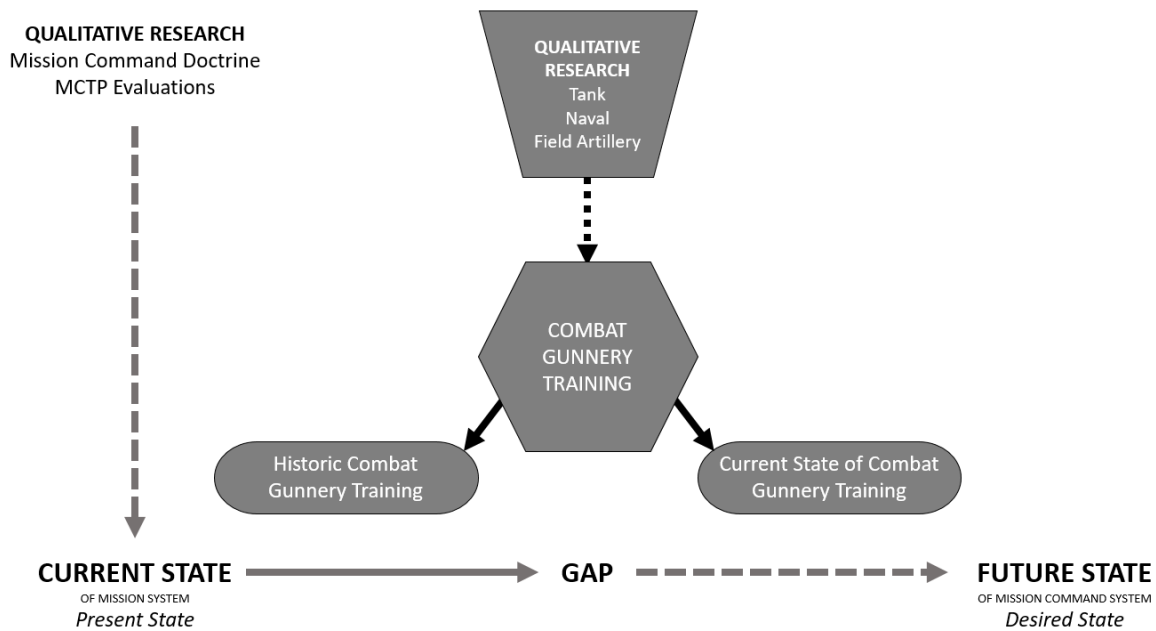 QUALITATIVE RESEARCH
Mission Command Doctrine
MCTP Evaluations
QUALITATIVE
RESEARCH
Tank
Naval
Field Artillery
COMBAT
GUNNERY
TRAINING
Historic Combat
Gunnery Training
Current State of Combat
Gunnery Training
CURRENT STATE
OF MISSION SYSTEM
Present State
GAP
FUTURE STATE
OF MISSION COMMAND SYSTEM
Desired State